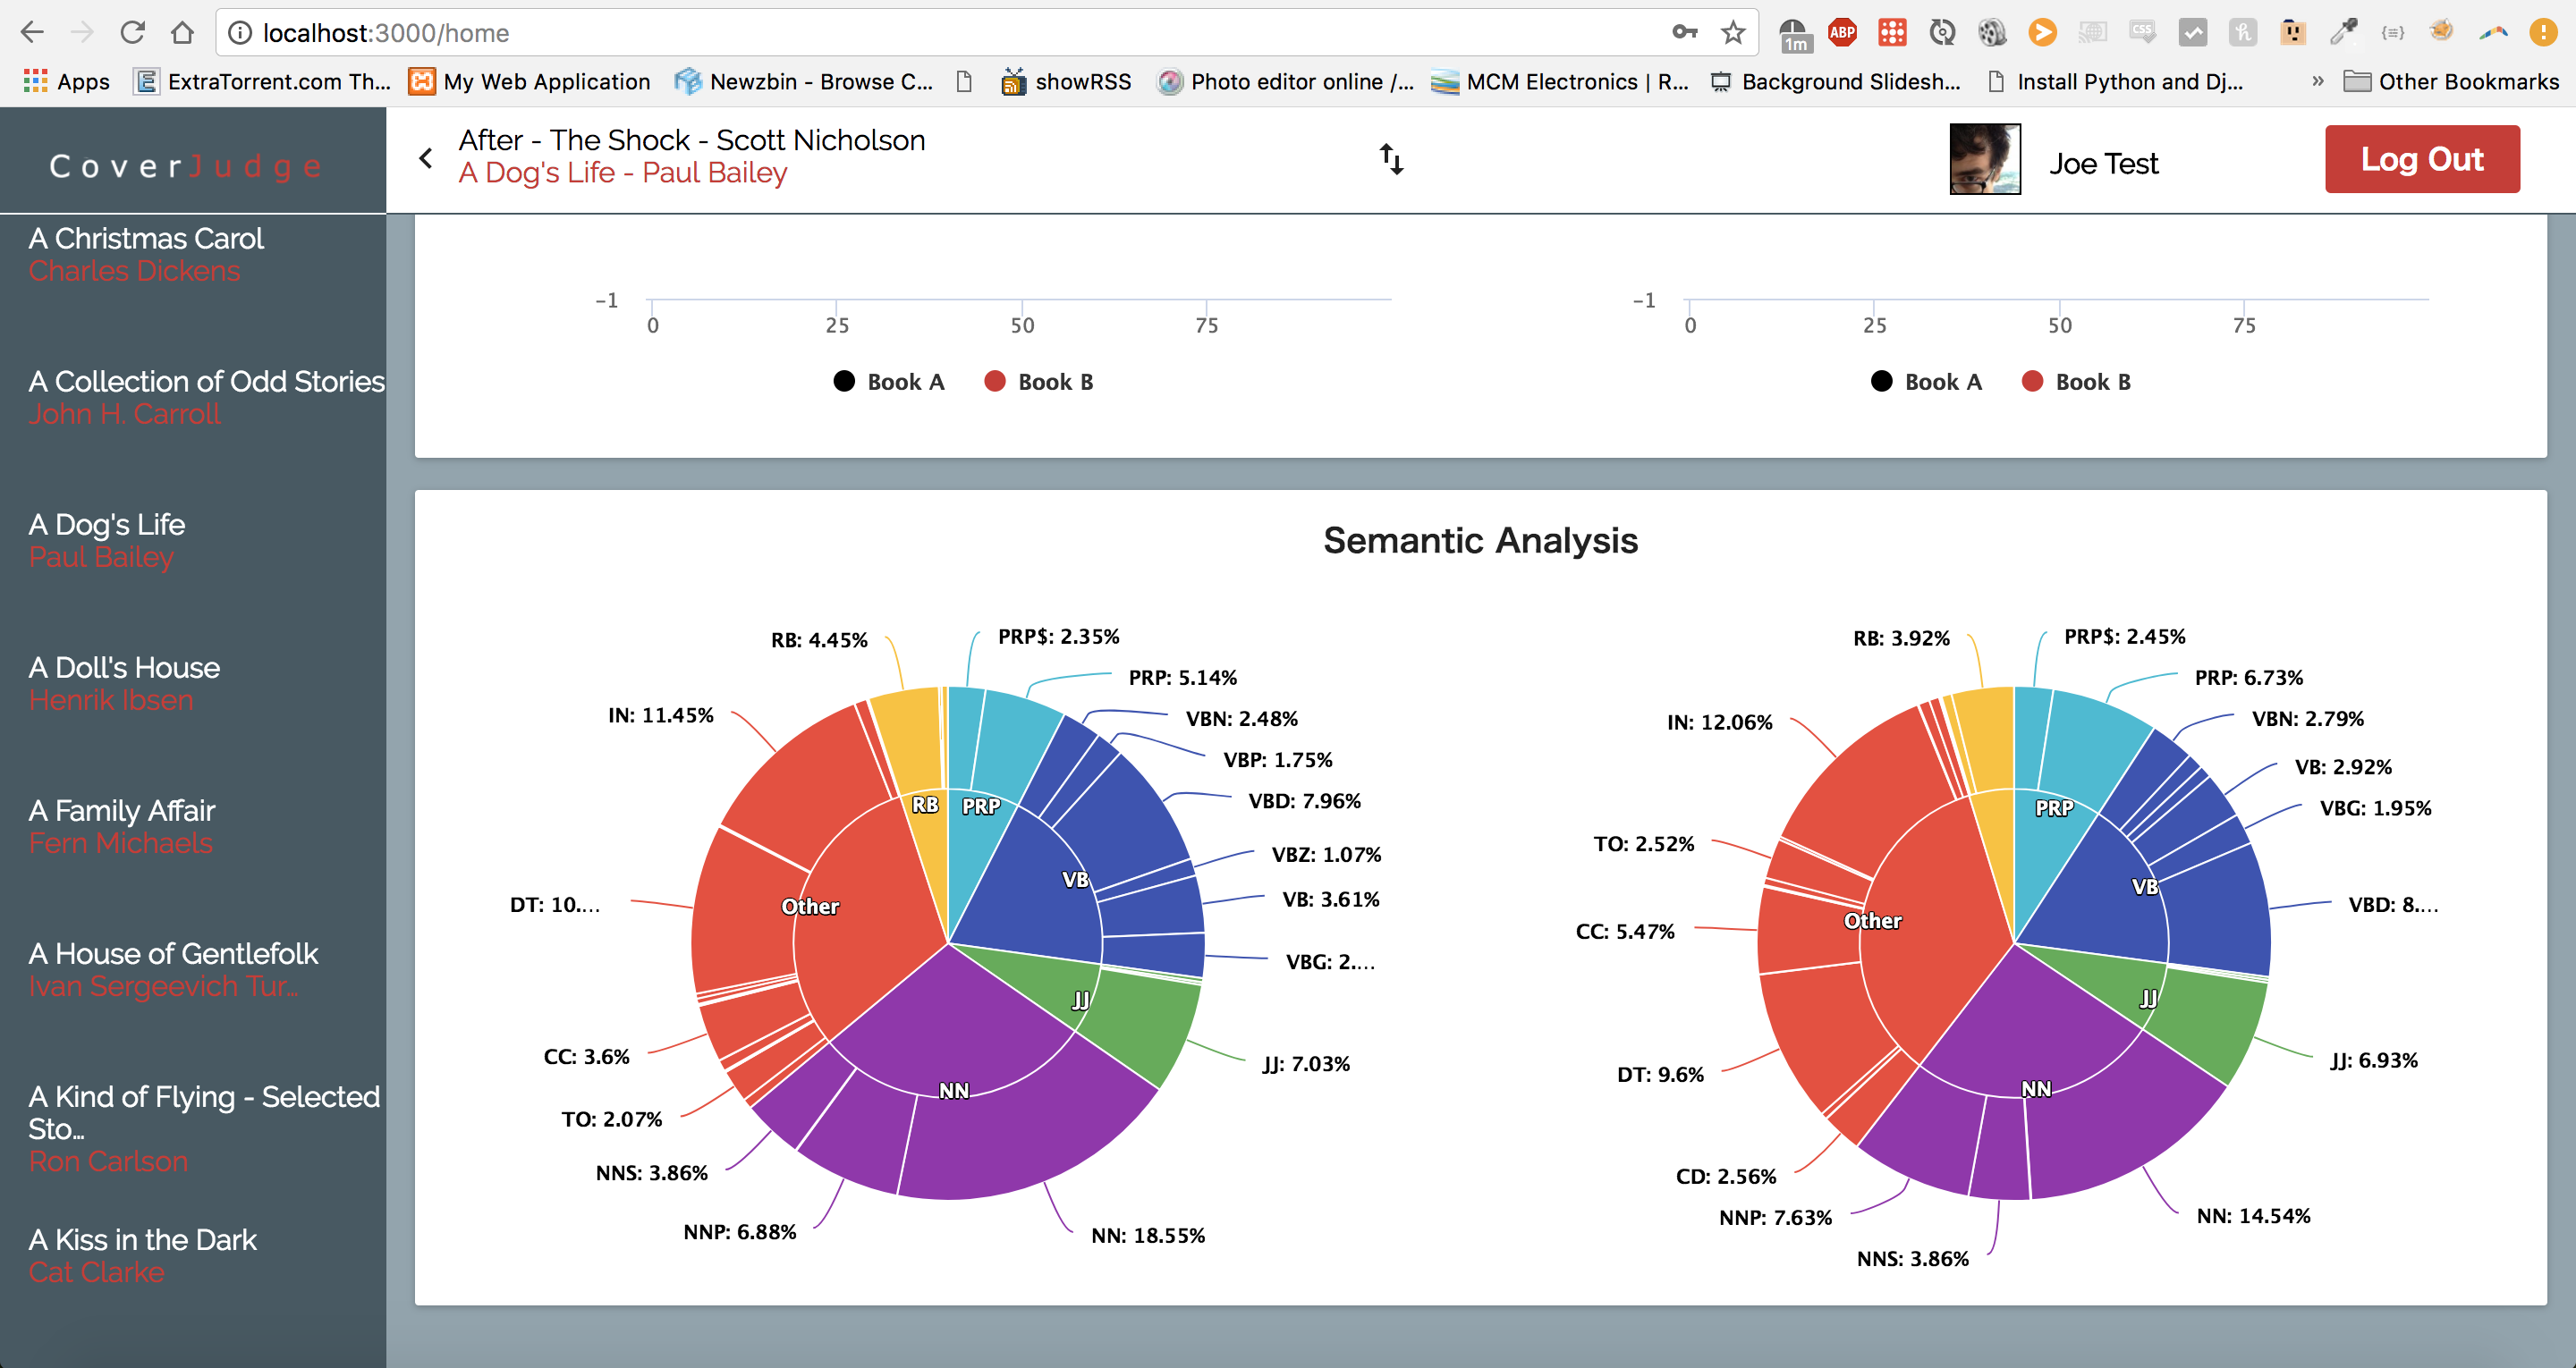 localhost:3000/home
1m
ABP
CSS
Apps
ExtraTorrent.com Th...
My Web Application
Newzbin - Browse C...
showRSS
Photo editor online /...
MCM Electronics | R...
Background Slidesh...
Install Python and Dj...
»
Other Bookmarks
CoverJudge
After - The Shock - Scott Nicholson
A Dog's Life - Paul Bailey
Joe Test
Log Out
A Christmas Carol
Charles Dickens
A Collection of Odd Stories
John H. Carroll
A Dog's Life
Paul Bailey
A Doll's House
Henrik Ibsen
A Family Affair
Fern Michaels
A House of Gentlefolk
Ivan Sergeevich Tur...
A Kind of Flying - Selected
Sto...
Ron Carlson
A Kiss in the Dark
Cat Clarke
-1
0 25 50 75
Book A Book B
-1
0 25 50 75
Book A Book B
Semantic Analysis
RB: 4.45%
PRP$: 2.35%
PRP: 5.14%
VBN: 2.48%
VBP: 1.75%
VBD: 7.96%
VBZ: 1.07%
VB: 3.61%
VBG: 2....
JJ: 7.03%
NN: 18.55%
NNP: 6.88%
NNS: 3.86%
TO: 2.07%
CC: 3.6%
DT: 10....
IN: 11.45%
RB
PRP
VB
JJ
NN
Other
RB: 3.92%
PRP$: 2.45%
PRP: 6.73%
VBN: 2.79%
VB: 2.92%
VBG: 1.95%
VBD: 8....
JJ: 6.93%
NN: 14.54%
NNS: 3.86%
NNP: 7.63%
CD: 2.56%
DT: 9.6%
CC: 5.47%
TO: 2.52%
IN: 12.06%
PRP
VB
JJ
NN
Other